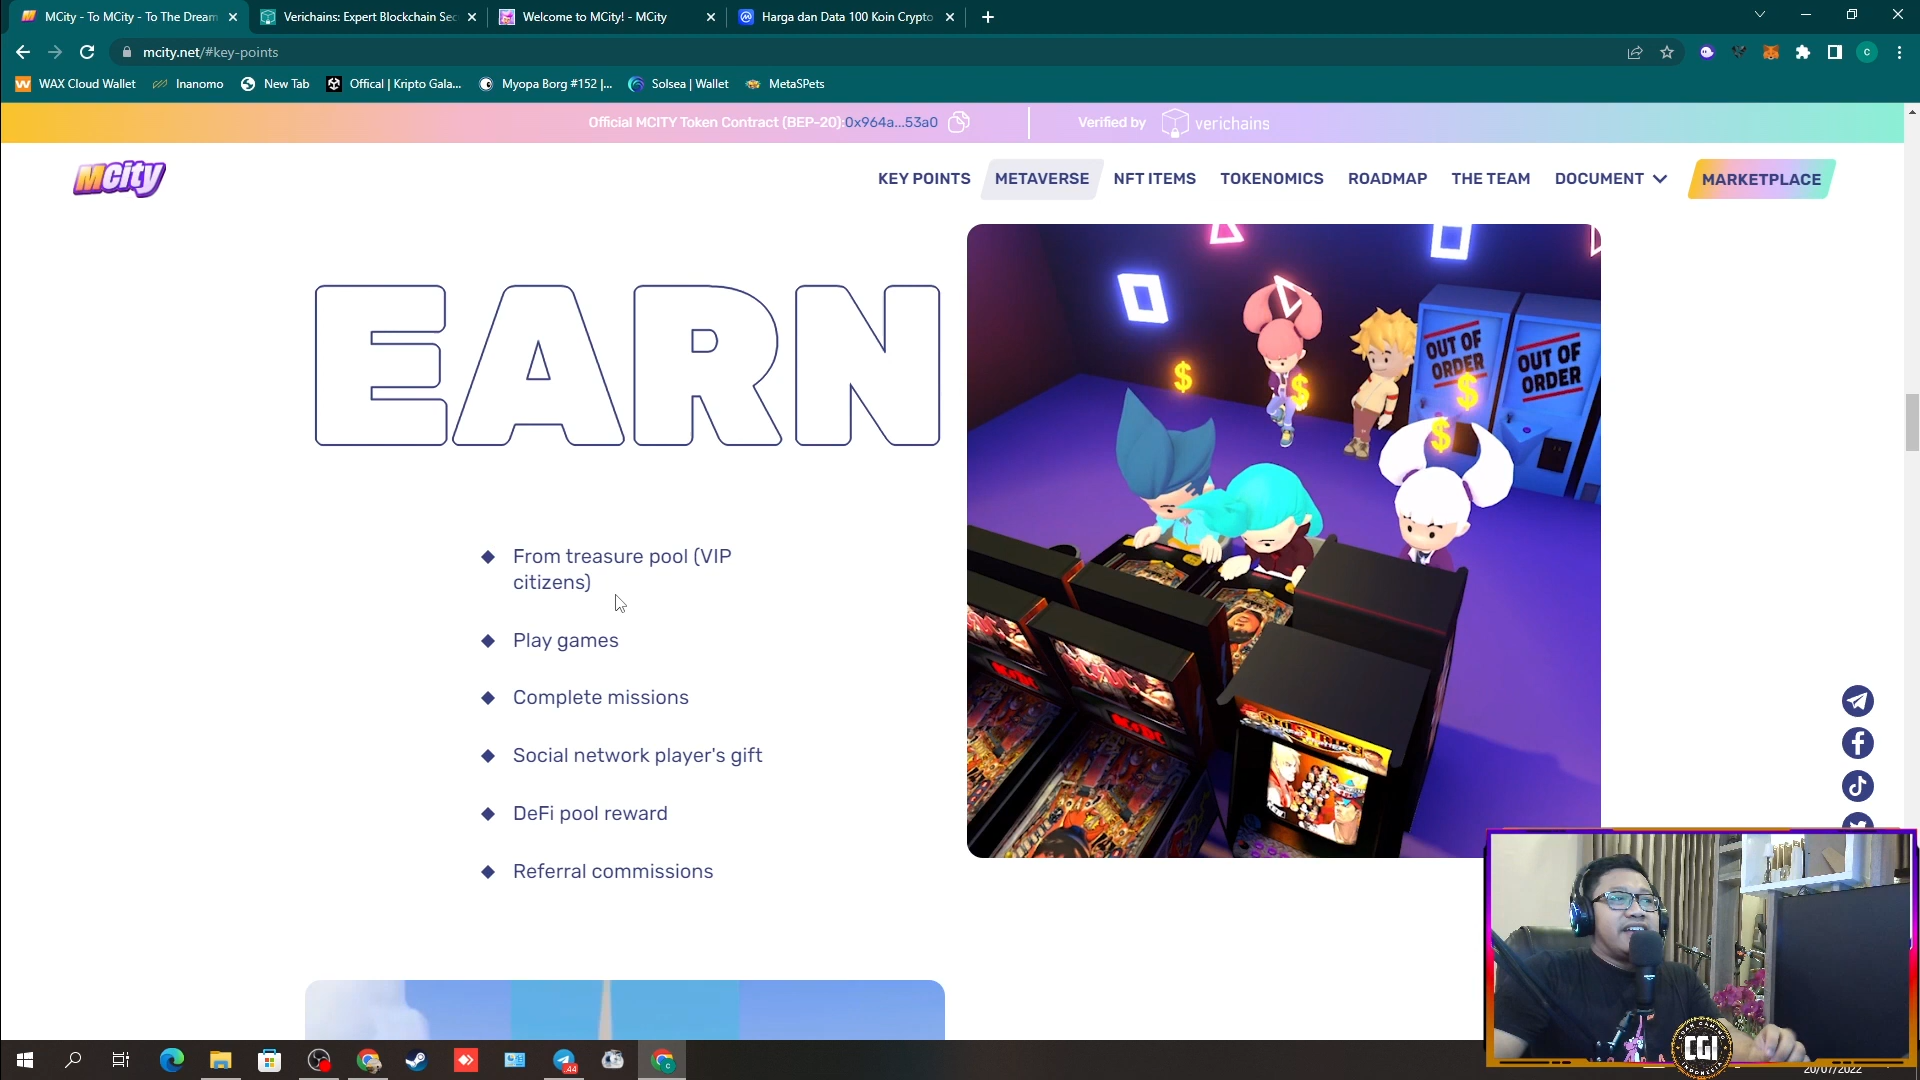 MCity - To MCity - To The Dream
Verichains: Expert Blockchain Sec
Welcome to MCity! - MCity
Harga dan Data 100 Koin Crypto
mcity.net/#key-points
C
WAX Cloud Wallet
Inanomo
New Tab
Offical | Kripto Gala...
Myopa Borg #152 |...
Solsea | Wallet
MetaSPets
Official MCITY Token Contract (BEP-20):0x964a...53a0
Verified by
verichains
MCity
KEY POINTS
METAVERSE
NFT ITEMS
TOKENOMICS
ROADMAP
THE TEAM
DOCUMENT
MARKETPLACE
EARN
OUT OF
ORDER
OUT OF
ORDER
From treasure pool (VIP
citizens)
Play games
Complete missions
Social network player's gift
DeFi pool reward
Referral commissions
CGI
44
20/07/2022